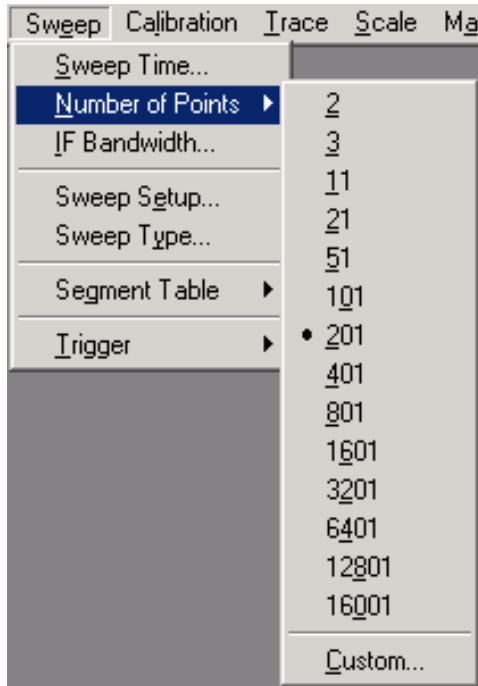 Sweep Calibration Trace Scale Ma
Sweep Time...
Number of Points
IF Bandwidth...
Sweep Setup...
Sweep Type...
Segment Table
Trigger
2
3
11
21
51
101
201
401
801
1601
3201
6401
12801
16001
Custom...